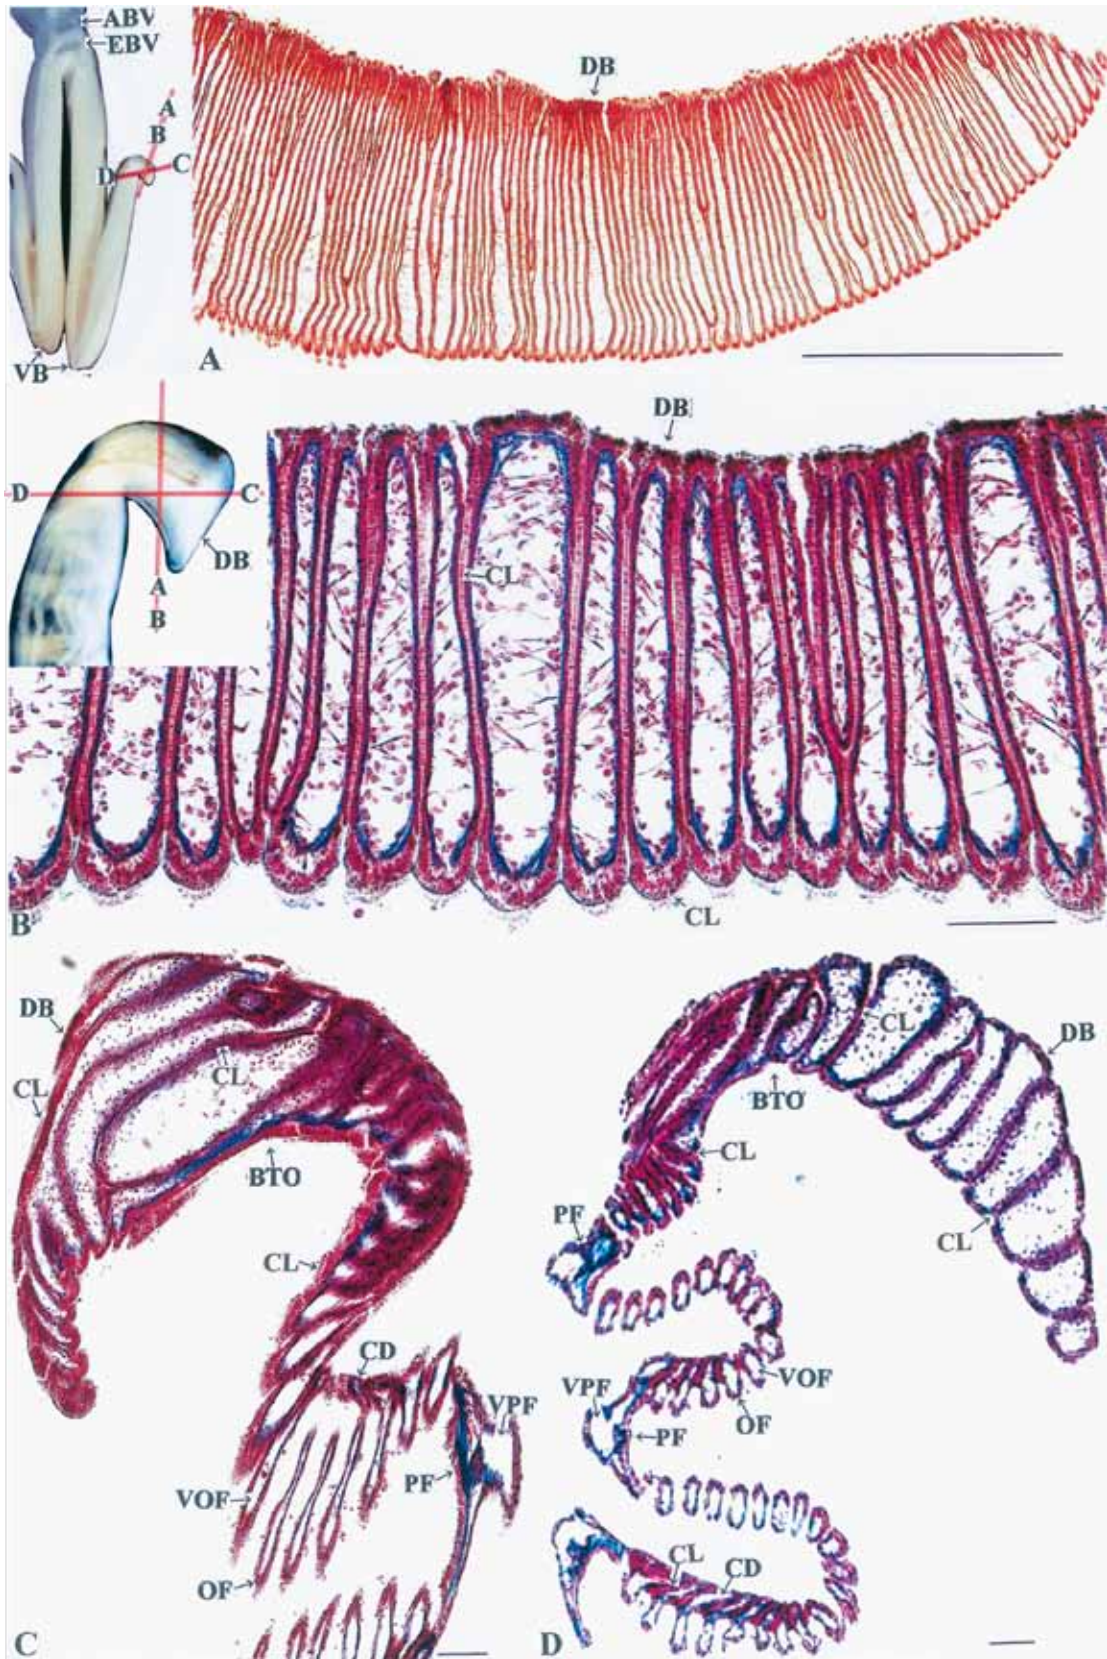 ABV
EBV
A
B
D C
VB
DB
A
DB
D C
DB
A
B
CL
CL
B
DB
CL
CL
BTO
CL
CD
VPF
PF
VOF
OF
C
CL
DB
BTO
CL
PF
CL
VOF
VPF
OF
PF
CL
CD
D